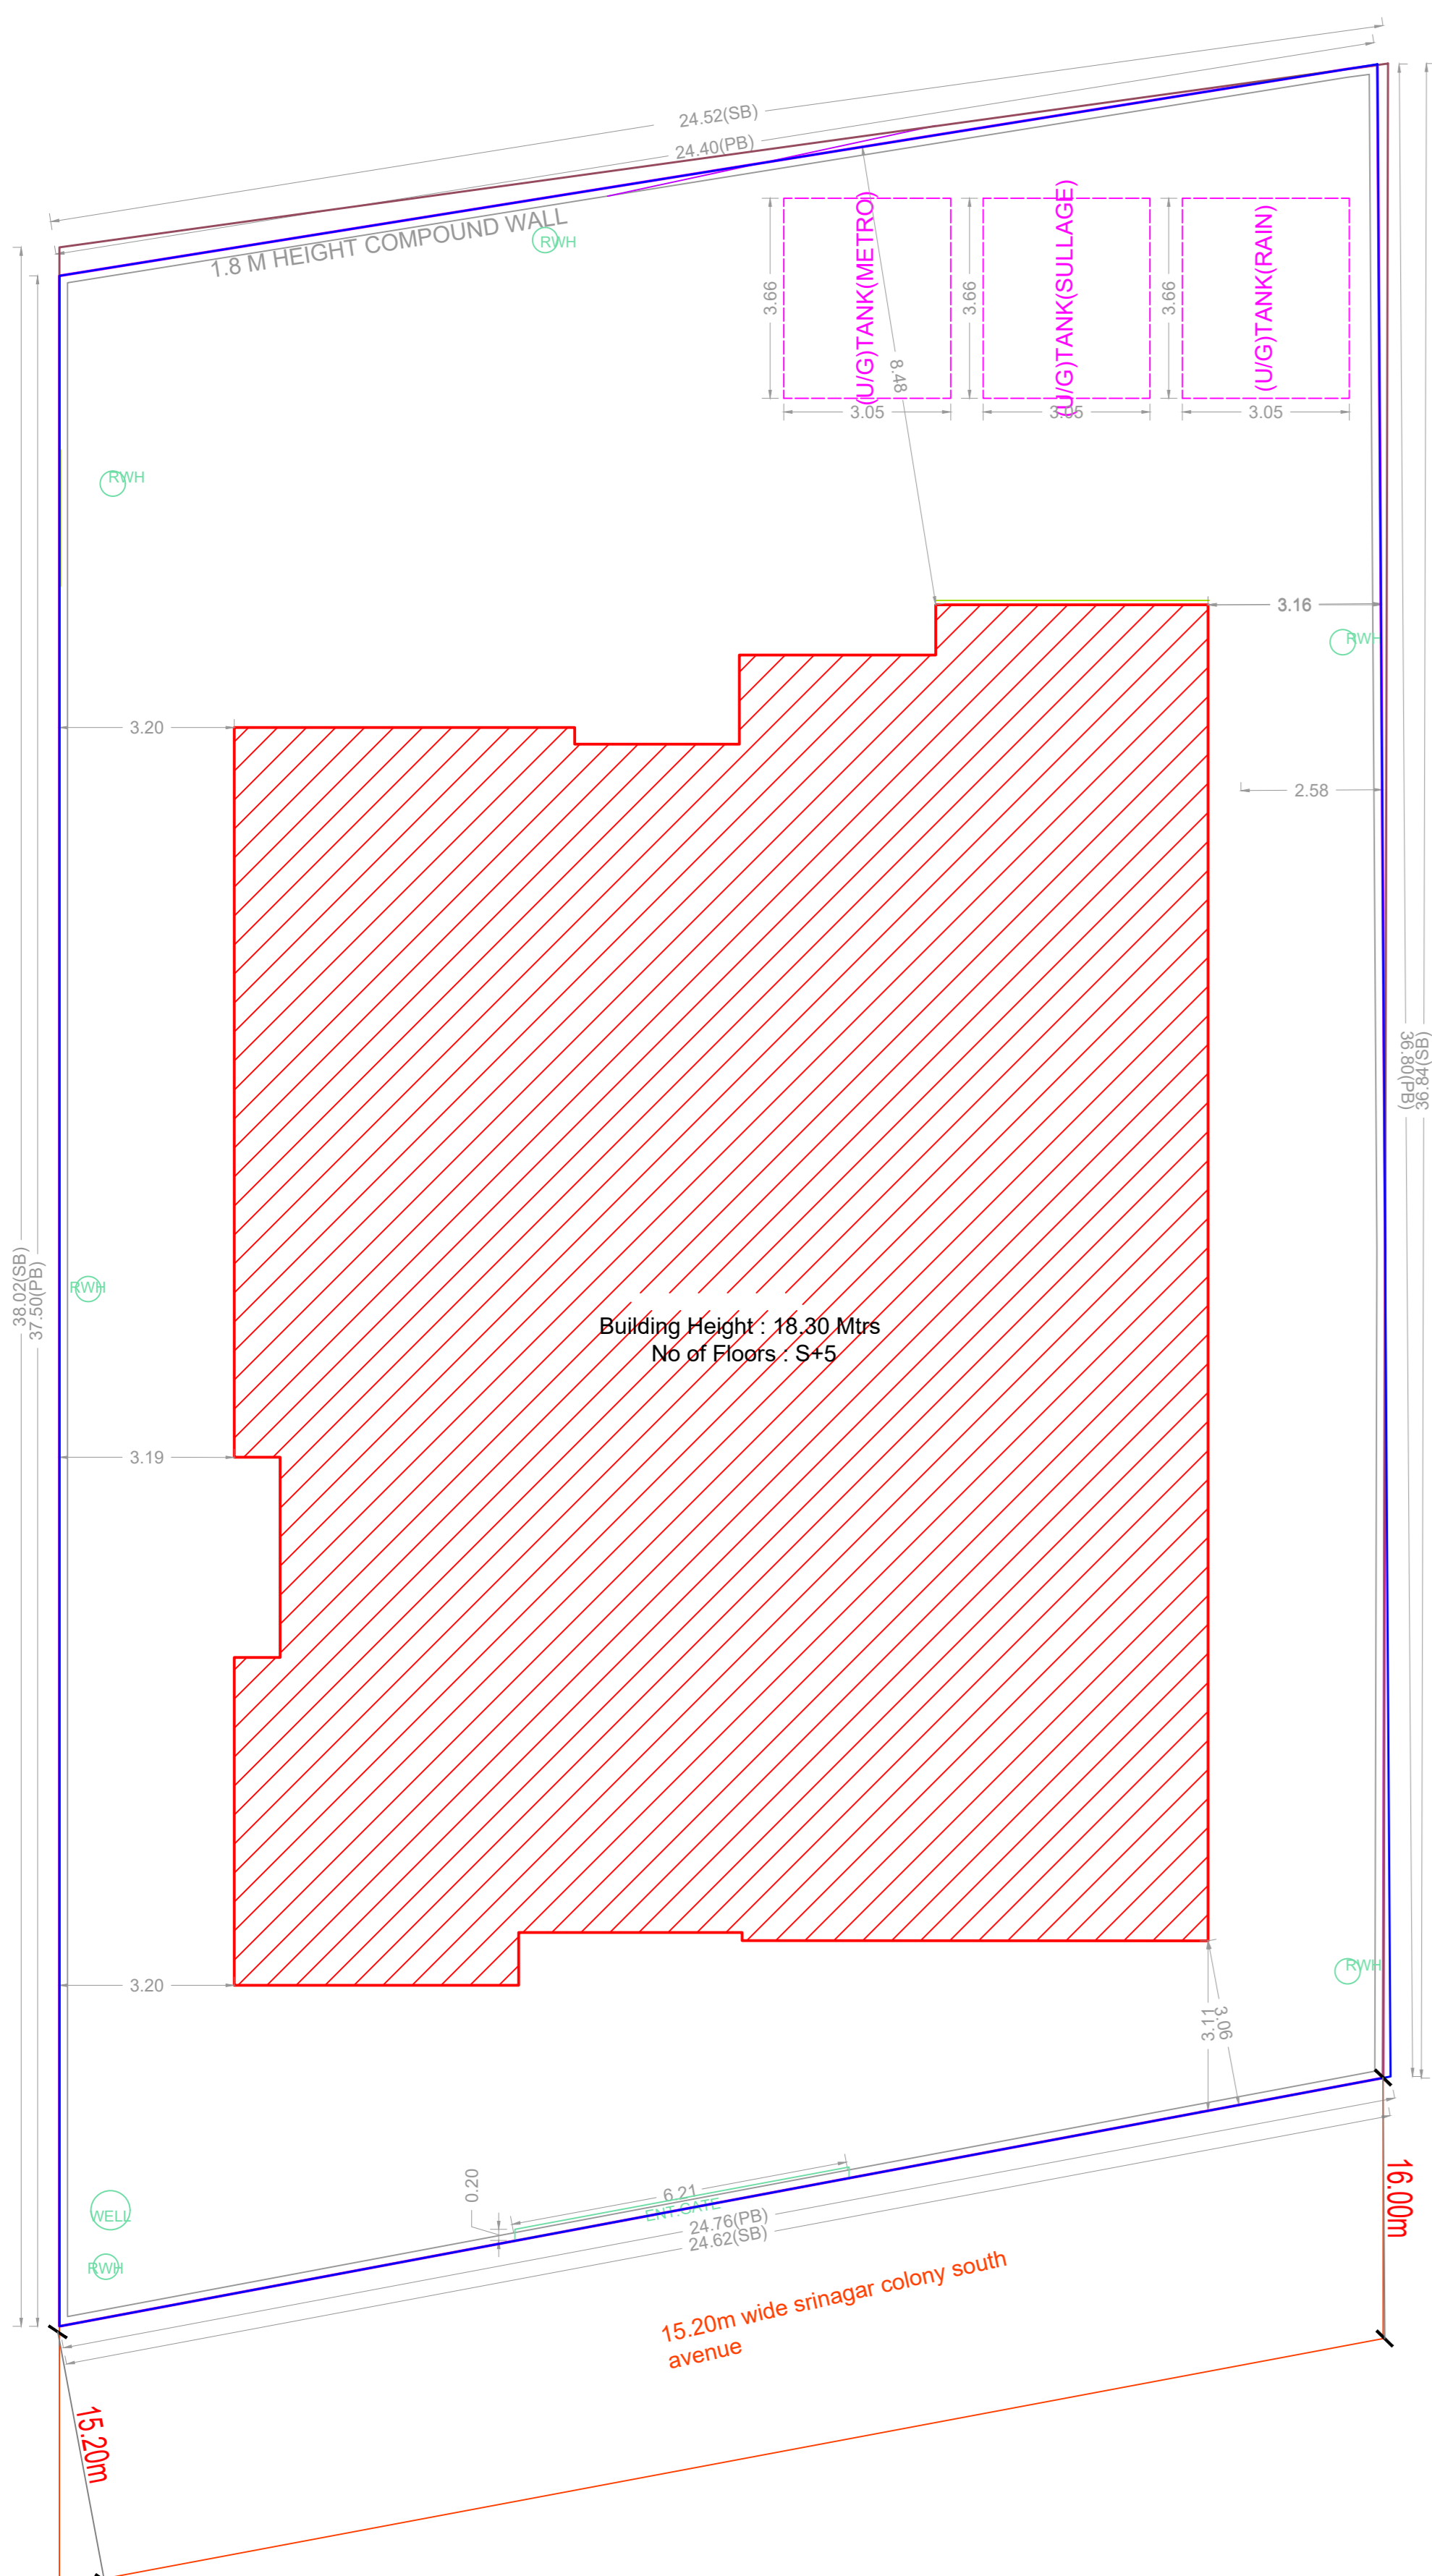 24.52(SB)
24.40(PB)
1.8 M HEIGHT COMPOUND WALL
RWH
3.66
(U/G)TANK(METRO)
3.05
3.66
(U/G)TANK(SULLAGE)
3.05
3.66
(U/G)TANK(RAIN)
3.05
8.48
RWH
3.16
RWH
3.20
2.58
36.80(PB)
36.84(SB)
38.02(SB)
37.50(PB)
RWH
Building Height : 18.30 Mtrs
No of Floors : S+5
3.19
RWH
3.20
3.11
3.06
0.20
6.21
ENT.GATE
24.76(PB)
24.62(SB)
WELL
RWH
16.00m
15.20m wide srinagar colony south
avenue
15.20m